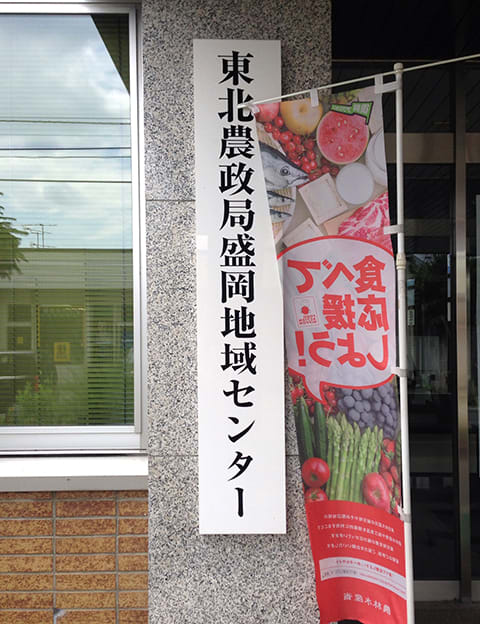 東北農政局盛岡地域センター
食べて
応援
しよう!
農林水産省